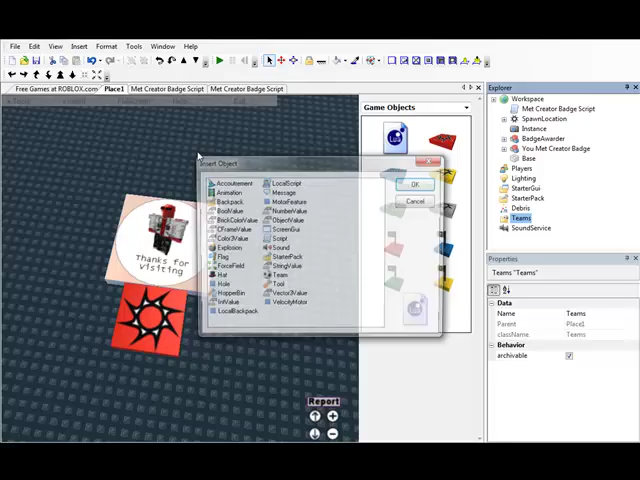 File Edit View Insert Format Tools Window Help
Free Games at ROBLOX.com Place1 Met Creator Badge Script Met Creator Badge Script
Game Objects
Lua
Insert Object
Accoutrement
Animation
Backpack
BoolValue
BrickColorValue
CFrameValue
Color3Value
Explosion
Flag
ForceField
Hat
Hole
HopperBin
IntValue
LocalBackpack
LocalScript
Message
MotorFeature
NumberValue
ObjectValue
ScreenGui
Script
Sound
StarterPack
StringValue
Team
Tool
Vector3Value
VelocityMotor
OK
Cancel
Thanks for
visiting
Report
Explorer
Workspace
Met Creator Badge Script
SpawnLocation
Instance
BadgeAwarder
You Met Creator Badge
Base
Players
Lighting
StarterGui
StarterPack
Debris
Teams
SoundService
Properties
Teams "Teams"
Data
Name Teams
Parent Place1
className Teams
Behavior
archivable